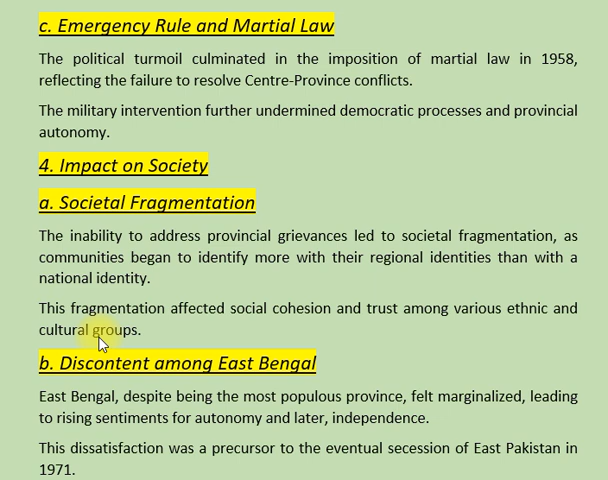 c. Emergency Rule and Martial Law
The political turmoil culminated in the imposition of martial law in 1958,
reflecting the failure to resolve Centre-Province conflicts.
The military intervention further undermined democratic processes and provincial
autonomy.
4. Impact on Society
a. Societal Fragmentation
The inability to address provincial grievances led to societal fragmentation, as
communities began to identify more with their regional identities than with a
national identity.
This fragmentation affected social cohesion and trust among various ethnic and
cultural groups.
b. Discontent among East Bengal
East Bengal, despite being the most populous province, felt marginalized, leading
to rising sentiments for autonomy and later, independence.
This dissatisfaction was a precursor to the eventual secession of East Pakistan in
1971.